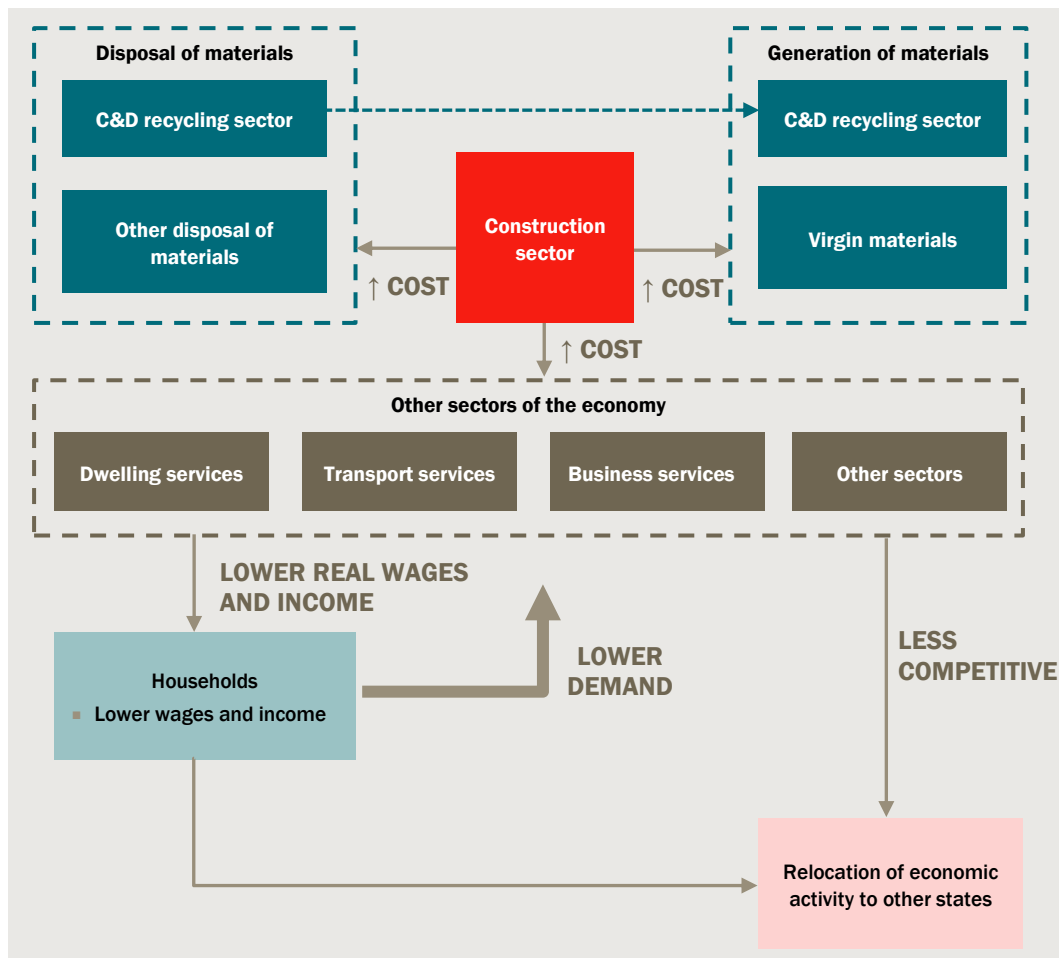 Disposal of materials
C&D recycling sector
Other disposal of
materials
Generation of materials
C&D recycling sector
Virgin materials
Construction
sector
↑ COST
↑ COST
↑ COST
Other sectors of the economy
Dwelling services
Transport services
Business services
Other sectors
LOWER REAL WAGES
AND INCOME
LOWER
DEMAND
LESS
COMPETITIVE
Households
▪ Lower wages and income
Relocation of economic
activity to other states